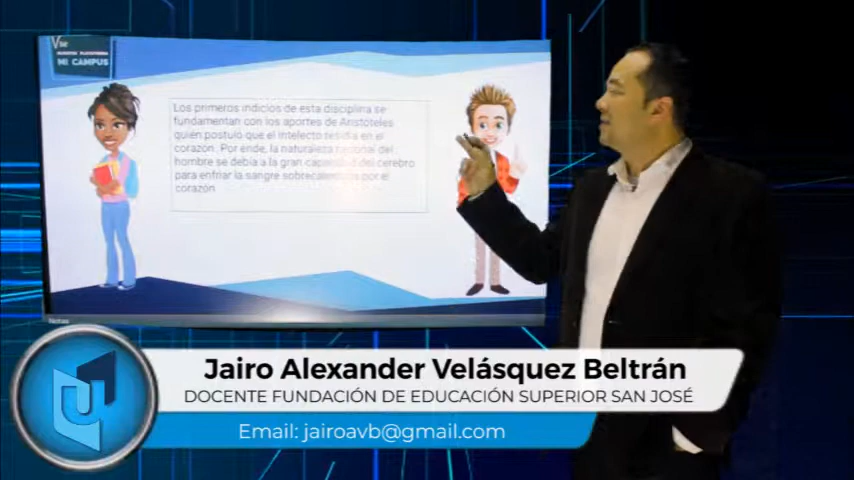 MI CAMPUS
Los primeros indicios de esta disciplina se
fundamentan con los aportes de Aristóteles
quien postuló que el intelecto residía en el
corazón. Por ende, la naturaleza racional del
hombre se debía a la gran capacidad del cerebro
para enfriar la sangre sobrecalentada por el
corazón
Jairo Alexander Velásquez Beltrán
DOCENTE FUNDACIÓN DE EDUCACIÓN SUPERIOR SAN JOSÉ
Email: jairoavb@gmail.com